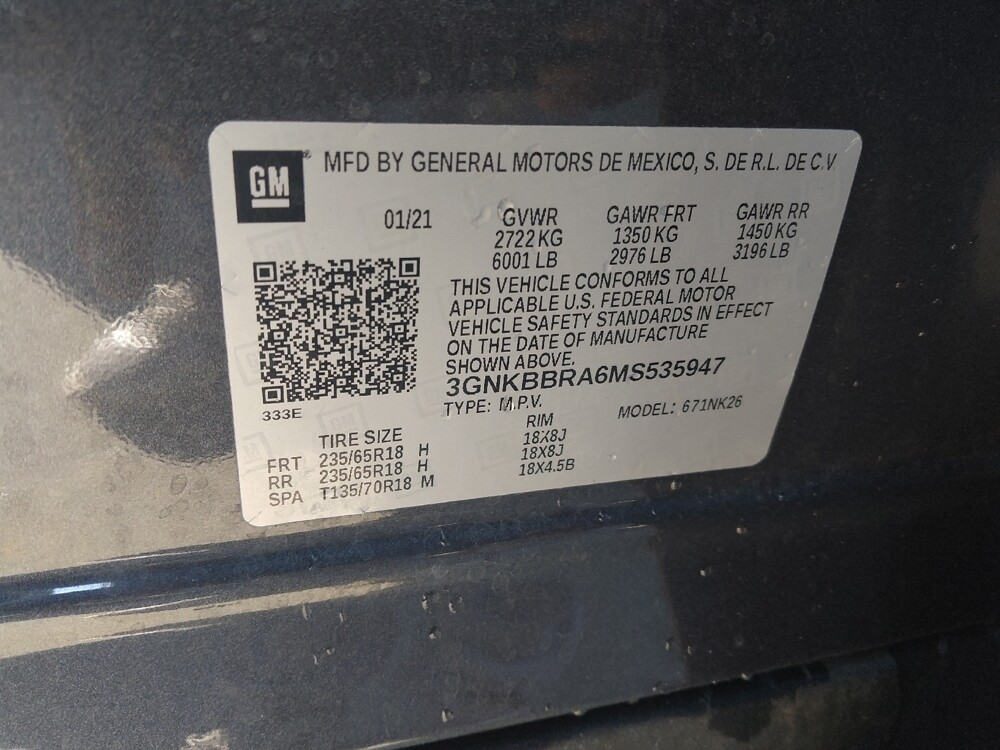 GM
MFD BY GENERAL MOTORS DE MEXICO, S. DE R.L. DE C.V
01/21
GVWR GAWR FRT GAWR RR
2722 KG 1350 KG 1450 KG
6001 LB 2976 LB 3196 LB
THIS VEHICLE CONFORMS TO ALL
APPLICABLE U.S. FEDERAL MOTOR
VEHICLE SAFETY STANDARDS IN EFFECT
ON THE DATE OF MANUFACTURE
SHOWN ABOVE.
3GNKBBRA6MS535947
TYPE: M.P.V. MODEL: 671NK26
333E
TIRE SIZE RIM
FRT 235/65R18 H 18X8J
RR 235/65R18 H 18X8J
SPA T135/70R18 M 18X4.5B